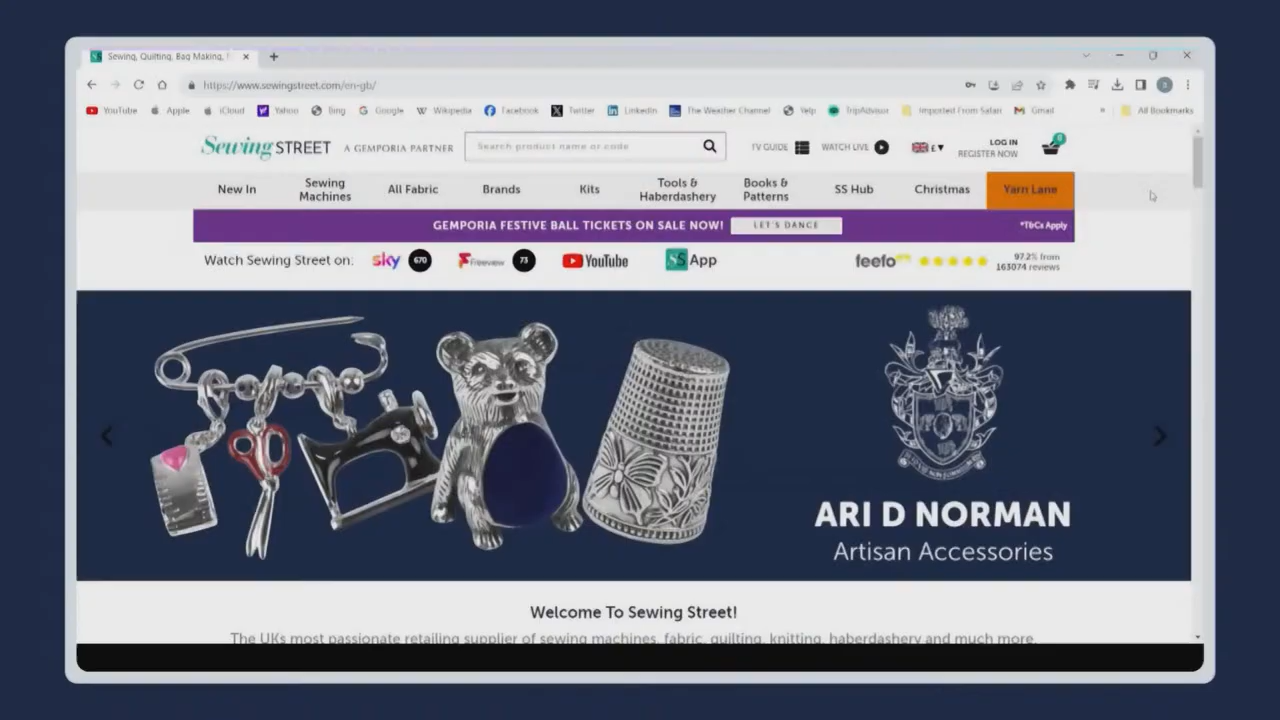 Sewing, Quilting, Bag Making, F
https://www.sewingstreet.com/en-gb/
YouTube Apple iCloud Yahoo Bing Google Wikipedia Facebook Twitter LinkedIn The Weather Channel Yelp TripAdvisor Imported From Safari Gmail » All Bookmarks
Sewing STREET A GEMPORIA PARTNER Search product name or code TV GUIDE WATCH LIVE £ LOG IN
REGISTER NOW
0
New In Sewing Machines All Fabric Brands Kits Tools & Haberdashery Books & Patterns SS Hub Christmas Yarn Lane
GEMPORIA FESTIVE BALL TICKETS ON SALE NOW! LET'S DANCE *T&Cs Apply
Watch Sewing Street on: sky 670 Freeview 73 YouTube SS App feefo 97.2% from
163074 reviews
ARI D NORMAN
Artisan Accessories
Welcome To Sewing Street!
The UKs most passionate retailing supplier of sewing machines, fabric, quilting, knitting, haberdashery and much more.